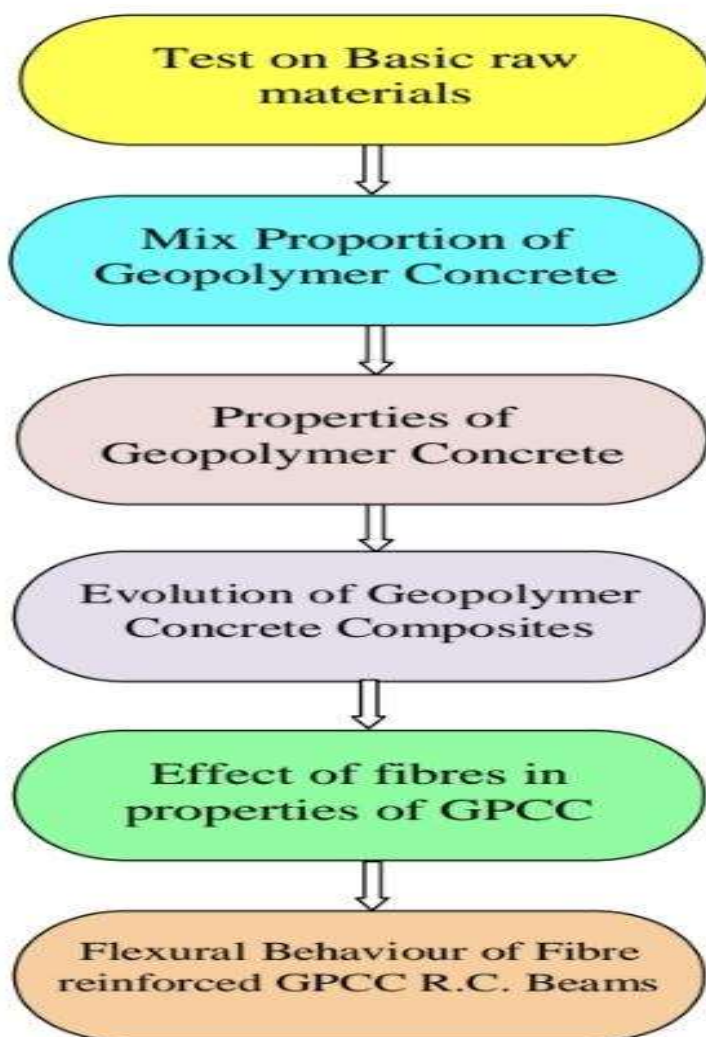 Test on Basic raw
materials
Mix Proportion of
Geopolymer Concrete
Properties of
Geopolymer Concrete
Evolution of Geopolymer
Concrete Composites
Effect of fibres in
properties of GPCC
Flexural Behaviour of Fibre
reinforced GPCC R.C. Beams